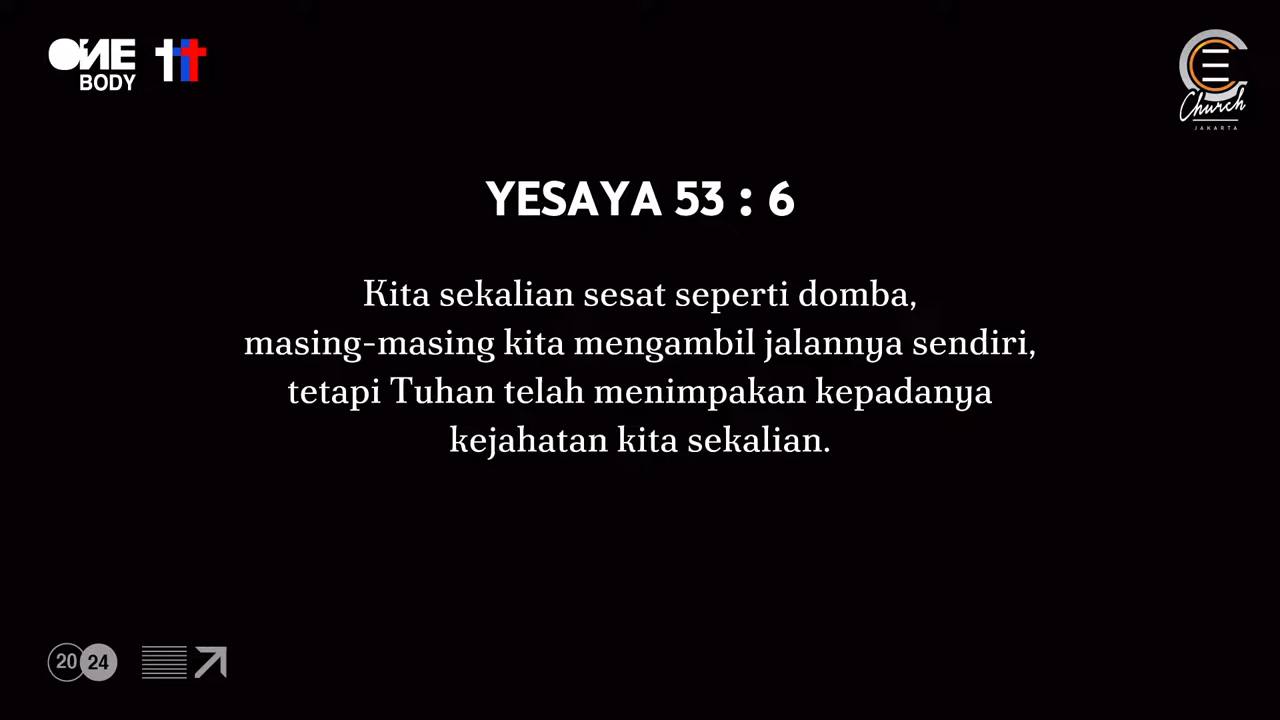 ONE
BODY
Church
JAKARTA
YESAYA 53 : 6
Kita sekalian sesat seperti domba,
masing-masing kita mengambil jalannya sendiri,
tetapi Tuhan telah menimpakan kepadanya
kejahatan kita sekalian.
20 24